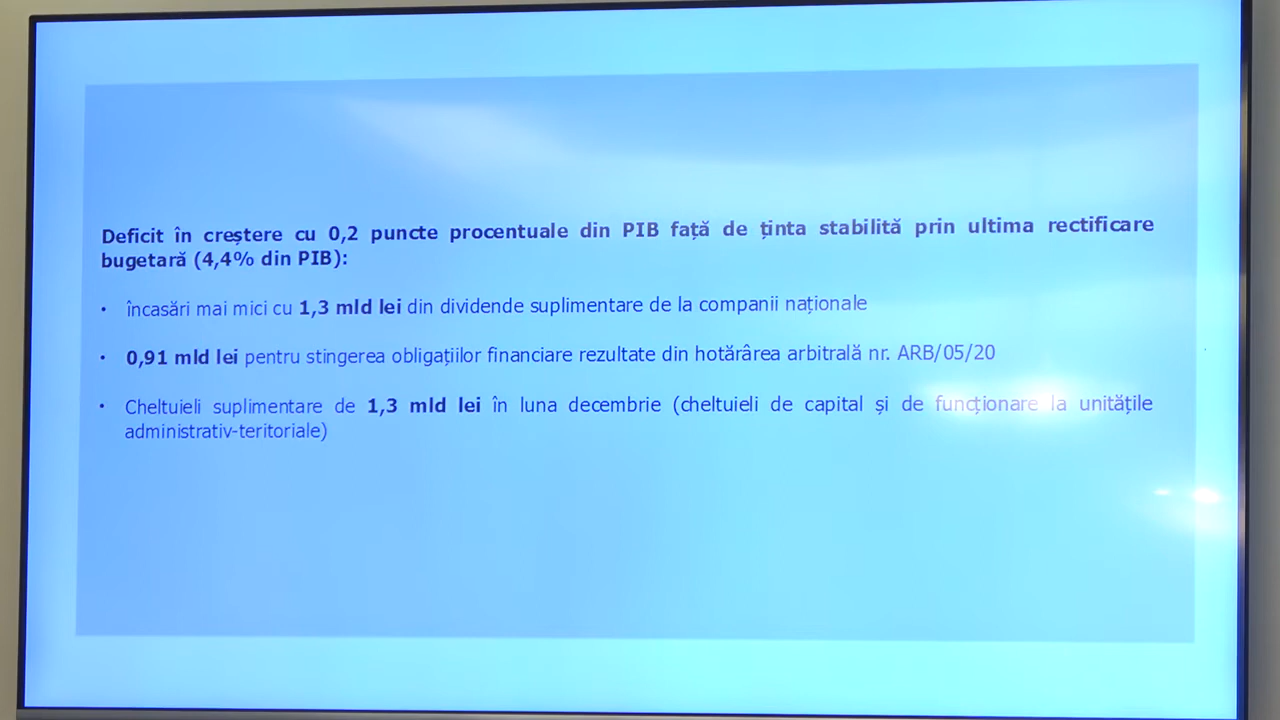 Deficit în creștere cu 0,2 puncte procentuale din PIB față de ținta stabilită prin ultima rectificare
bugetară (4,4% din PIB):
• încasări mai mici cu 1,3 mld lei din dividende suplimentare de la companii naționale
• 0,91 mld lei pentru stingerea obligațiilor financiare rezultate din hotărârea arbitrală nr. ARB/05/20
• Cheltuieli suplimentare de 1,3 mld lei în luna decembrie (cheltuieli de capital și de funcționare la unitățile
administrativ-teritoriale)